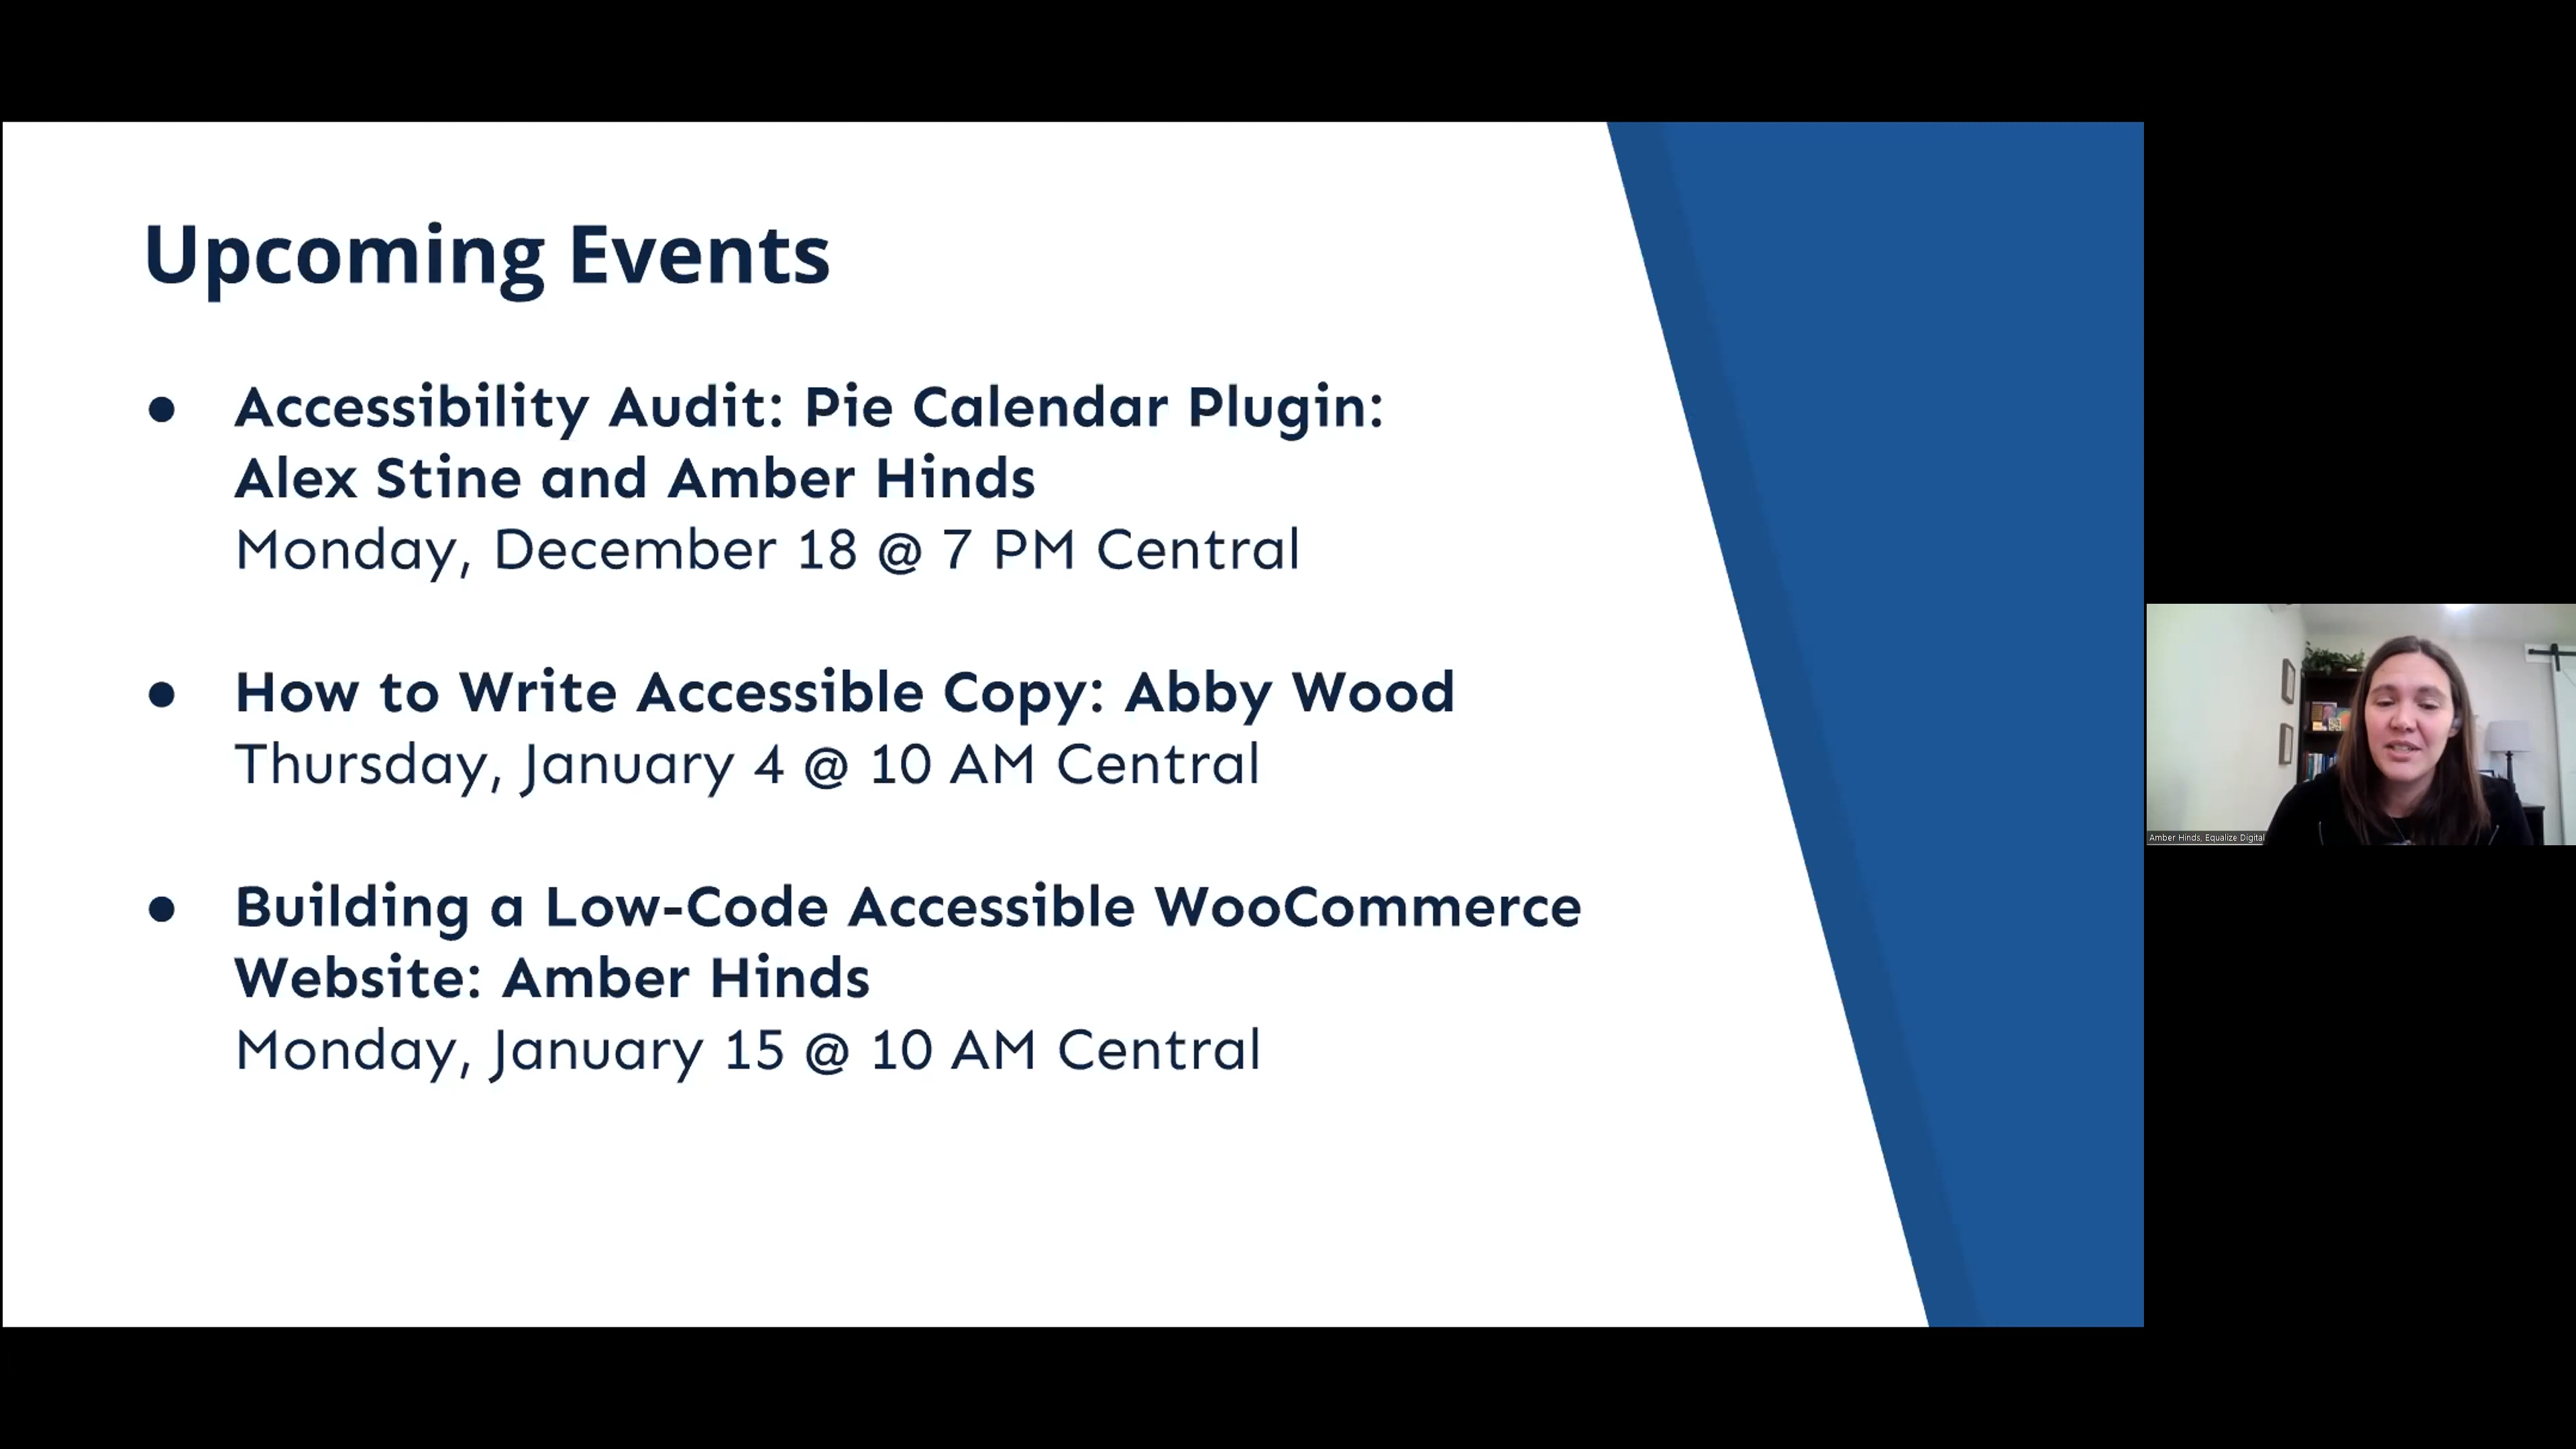 Upcoming Events
● Accessibility Audit: Pie Calendar Plugin:
Alex Stine and Amber Hinds
Monday, December 18 @ 7 PM Central
● How to Write Accessible Copy: Abby Wood
Thursday, January 4 @ 10 AM Central
● Building a Low-Code Accessible WooCommerce
Website: Amber Hinds
Monday, January 15 @ 10 AM Central
Amber Hinds, Equalize Digital